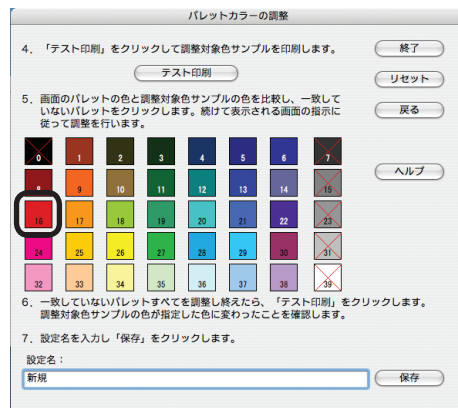 パレットカラーの調整
4. 「テスト印刷」をクリックして調整対象色サンプルを印刷します。
終了
テスト印刷
リセット
5. 画面のパレットの色と調整対象色サンプルの色を比較し、一致して
いないパレットをクリックします。続けて表示される画面の指示に
従って調整を行います。
戻る
ヘルプ
0 1 2 3 4 5 6 7
8 9 10 11 12 13 14 15
16 17 18 19 20 21 22 23
24 25 26 27 28 29 30 31
32 33 34 35 36 37 38 39
6. 一致していないパレットすべてを調整し終えたら、「テスト印刷」をクリックします。
調整対象色サンプルの色が指定した色に変わったことを確認します。
7. 設定名を入力し「保存」をクリックします。
設定名：
新規
保存